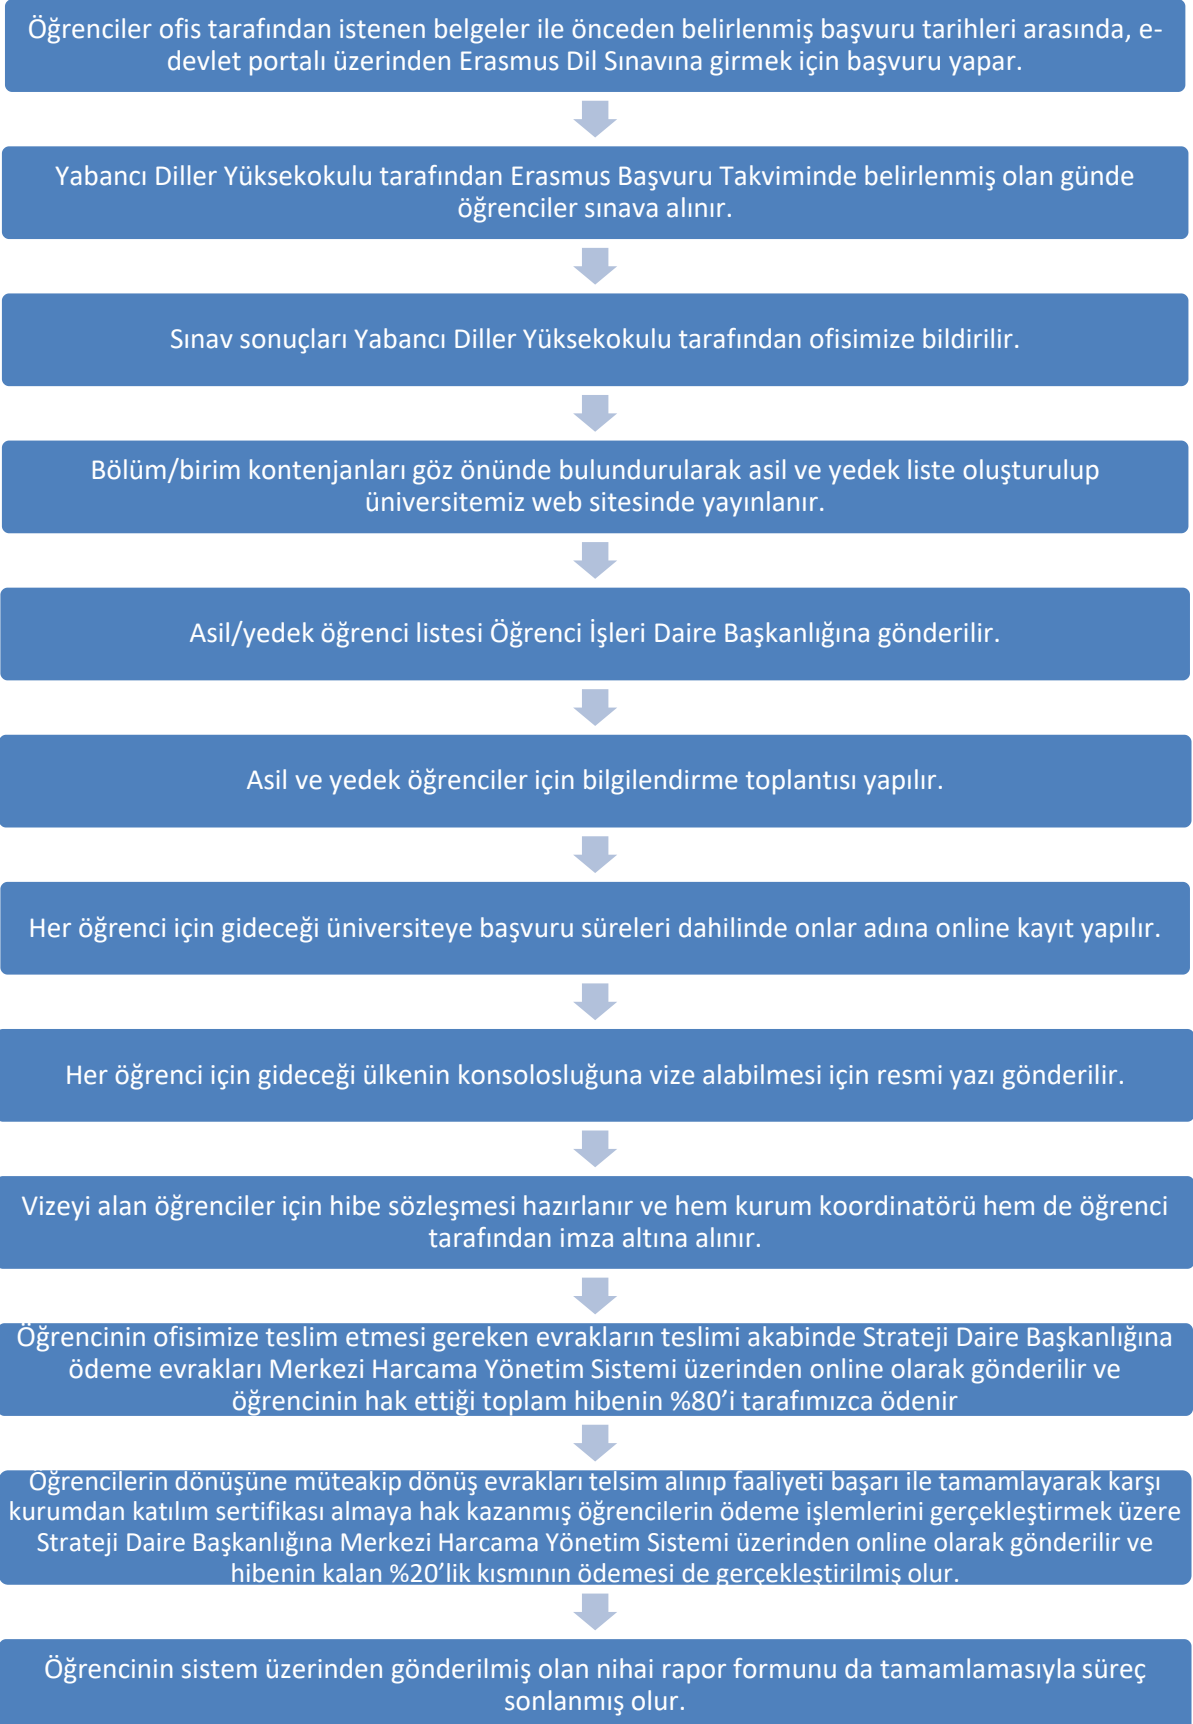 Öğrenciler ofis tarafından istenen belgeler ile önceden belirlenmiş başvuru tarihleri arasında, e-
devlet portalı üzerinden Erasmus Dil Sınavına girmek için başvuru yapar.
Yabancı Diller Yüksekokulu tarafından Erasmus Başvuru Takviminde belirlenmiş olan günde
öğrenciler sınava alınır.
Sınav sonuçları Yabancı Diller Yüksekokulu tarafından ofisimize bildirilir.
Bölüm/birim kontenjanları göz önünde bulundurularak asil ve yedek liste oluşturulup
üniversitemiz web sitesinde yayınlanır.
Asil/yedek öğrenci listesi Öğrenci İşleri Daire Başkanlığına gönderilir.
Asil ve yedek öğrenciler için bilgilendirme toplantısı yapılır.
Her öğrenci için gideceği üniversiteye başvuru süreleri dahilinde onlar adına online kayıt yapılır.
Her öğrenci için gideceği ülkenin konsolosluğuna vize alabilmesi için resmi yazı gönderilir.
Vizeyi alan öğrenciler için hibe sözleşmesi hazırlanır ve hem kurum koordinatörü hem de öğrenci
tarafından imza altına alınır.
Öğrencinin ofisimize teslim etmesi gereken evrakların teslimi akabinde Strateji Daire Başkanlığına
ödeme evrakları Merkezi Harcama Yönetim Sistemi üzerinden online olarak gönderilir ve
öğrencinin hak ettiği toplam hibenin %80’i tarafımızca ödenir
Öğrencilerin dönüşüne müteakip dönüş evrakları telsim alınıp faaliyeti başarı ile tamamlayarak karşı
kurumdan katılım sertifikası almaya hak kazanmış öğrencilerin ödeme işlemlerini gerçekleştirmek üzere
Strateji Daire Başkanlığına Merkezi Harcama Yönetim Sistemi üzerinden online olarak gönderilir ve
hibenin kalan %20’lik kısmının ödemesi de gerçekleştirilmiş olur.
Öğrencinin sistem üzerinden gönderilmiş olan nihai rapor formunu da tamamlamasıyla süreç
sonlanmış olur.